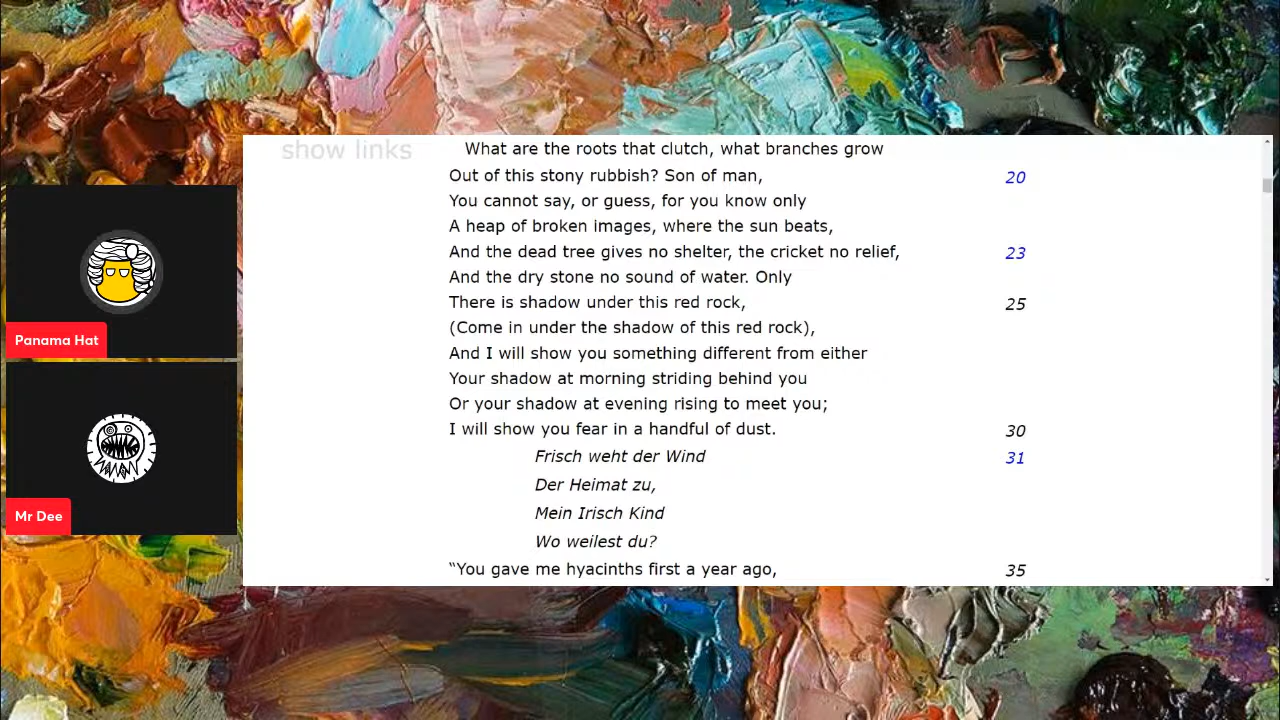 show links
What are the roots that clutch, what branches grow
Out of this stony rubbish? Son of man, 20
You cannot say, or guess, for you know only
A heap of broken images, where the sun beats,
And the dead tree gives no shelter, the cricket no relief, 23
And the dry stone no sound of water. Only
There is shadow under this red rock, 25
(Come in under the shadow of this red rock),
And I will show you something different from either
Your shadow at morning striding behind you
Or your shadow at evening rising to meet you;
I will show you fear in a handful of dust. 30
Frisch weht der Wind 31
Der Heimat zu,
Mein Irisch Kind
Wo weilest du?
“You gave me hyacinths first a year ago, 35
Panama Hat
Mr Dee